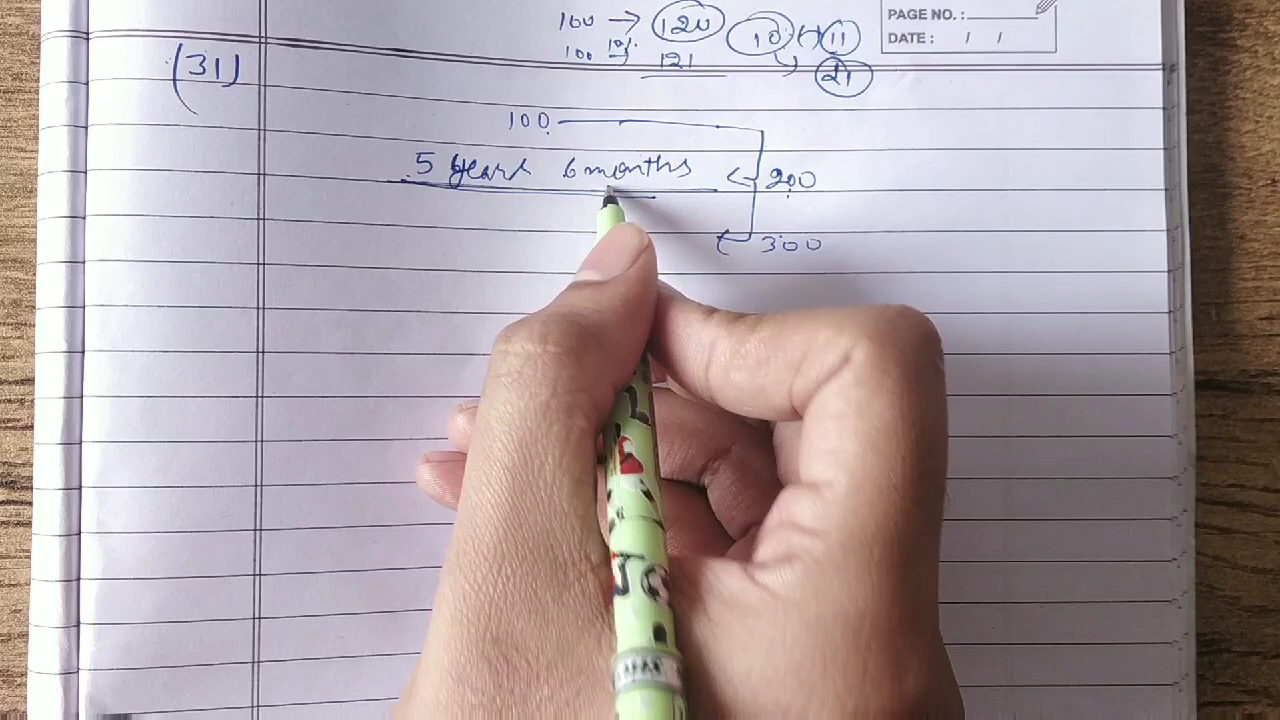 100 → 120 10 (-) 11
PAGE NO. :
DATE : / /
100 10% → 121 21
(31)
100
5 years 6 months ← 200
300